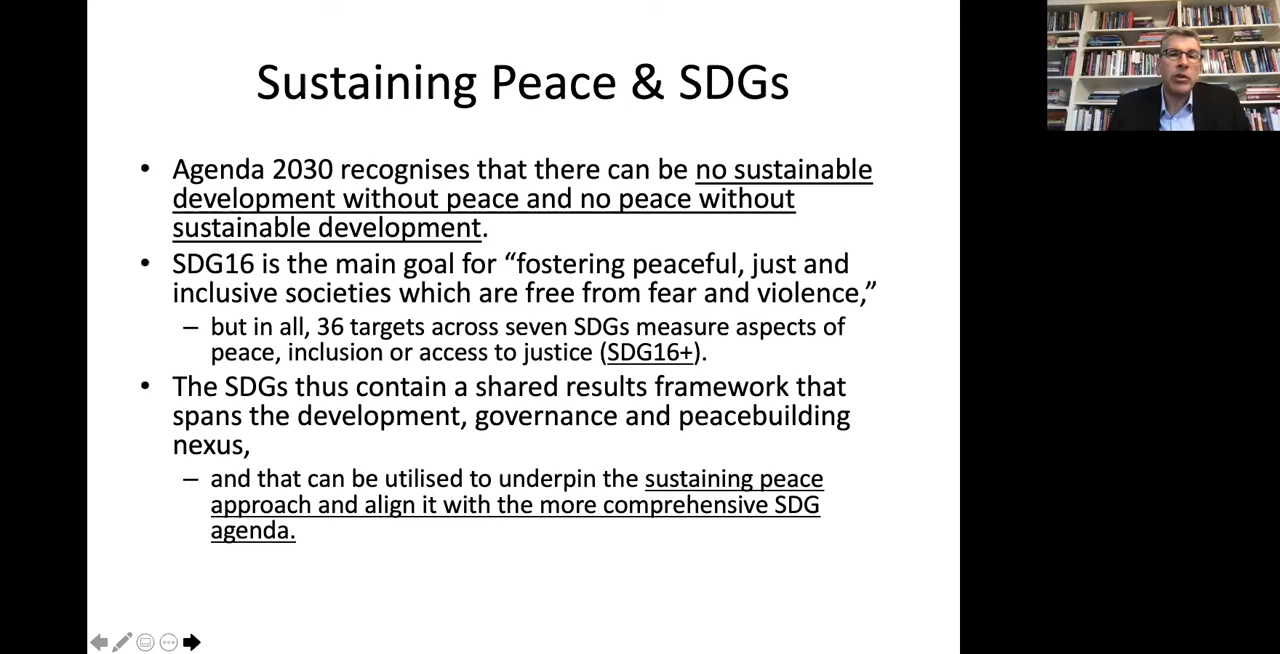 Sustaining Peace & SDGs
• Agenda 2030 recognises that there can be no sustainable
development without peace and no peace without
sustainable development.
• SDG16 is the main goal for “fostering peaceful, just and
inclusive societies which are free from fear and violence,”
– but in all, 36 targets across seven SDGs measure aspects of
peace, inclusion or access to justice (SDG16+).
• The SDGs thus contain a shared results framework that
spans the development, governance and peacebuilding
nexus,
– and that can be utilised to underpin the sustaining peace
approach and align it with the more comprehensive SDG
agenda.